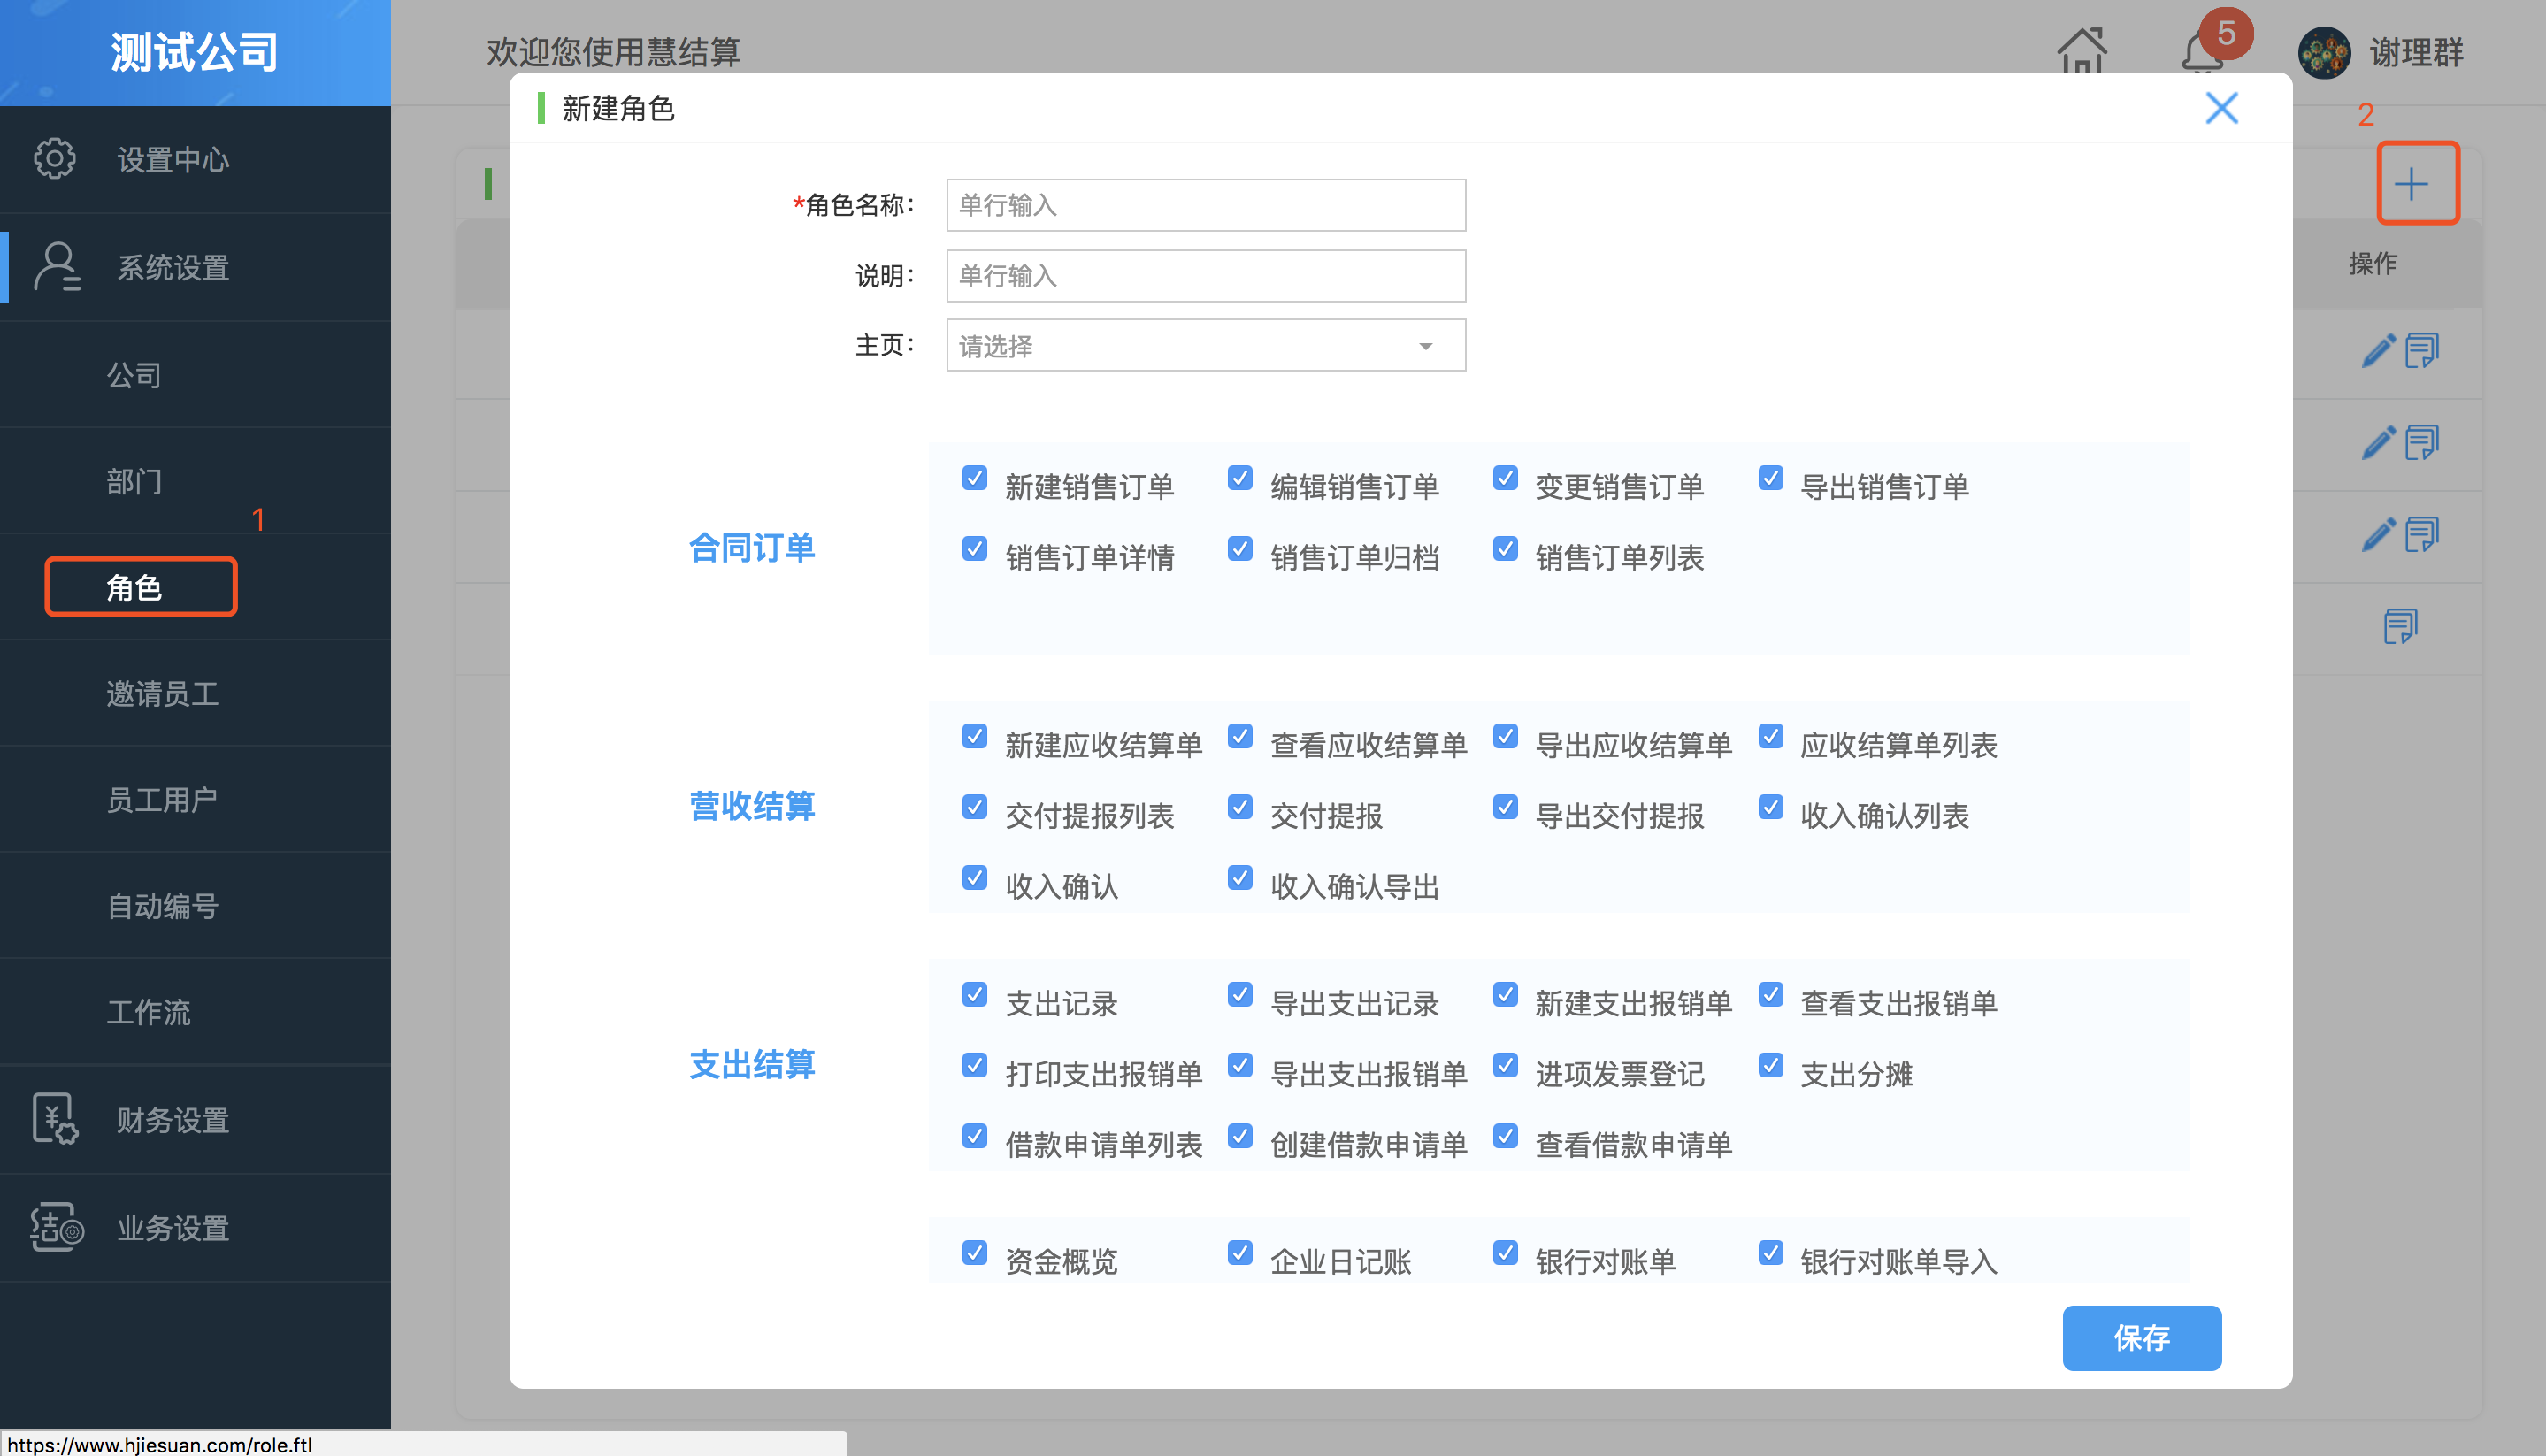 测试公司
欢迎您使用慧结算
5
谢理群
设置中心
系统设置
公司
部门
1
角色
邀请员工
员工用户
自动编号
工作流
财务设置
业务设置
新建角色
2
操作
*角色名称：
单行输入
说明：
单行输入
主页：
请选择
合同订单
新建销售订单 编辑销售订单 变更销售订单 导出销售订单
销售订单详情 销售订单归档 销售订单列表
营收结算
新建应收结算单 查看应收结算单 导出应收结算单 应收结算单列表
交付提报列表 交付提报 导出交付提报 收入确认列表
收入确认 收入确认导出
支出结算
支出记录 导出支出记录 新建支出报销单 查看支出报销单
打印支出报销单 导出支出报销单 进项发票登记 支出分摊
借款申请单列表 创建借款申请单 查看借款申请单
资金概览 企业日记账 银行对账单 银行对账单导入
保存
https://www.hjiesuan.com/role.ftl